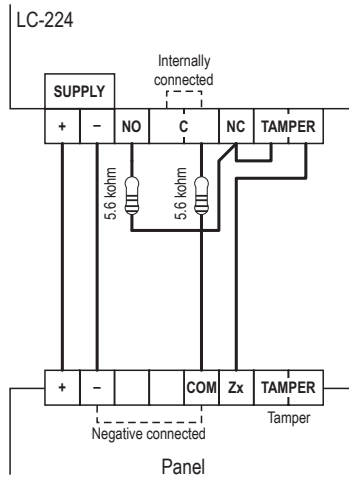 LC-224
Internally
connected
SUPPLY
+ – NO C NC TAMPER
5.6 kohm 5.6 kohm
+ – COM Zx TAMPER
Tamper
Negative connected
Panel